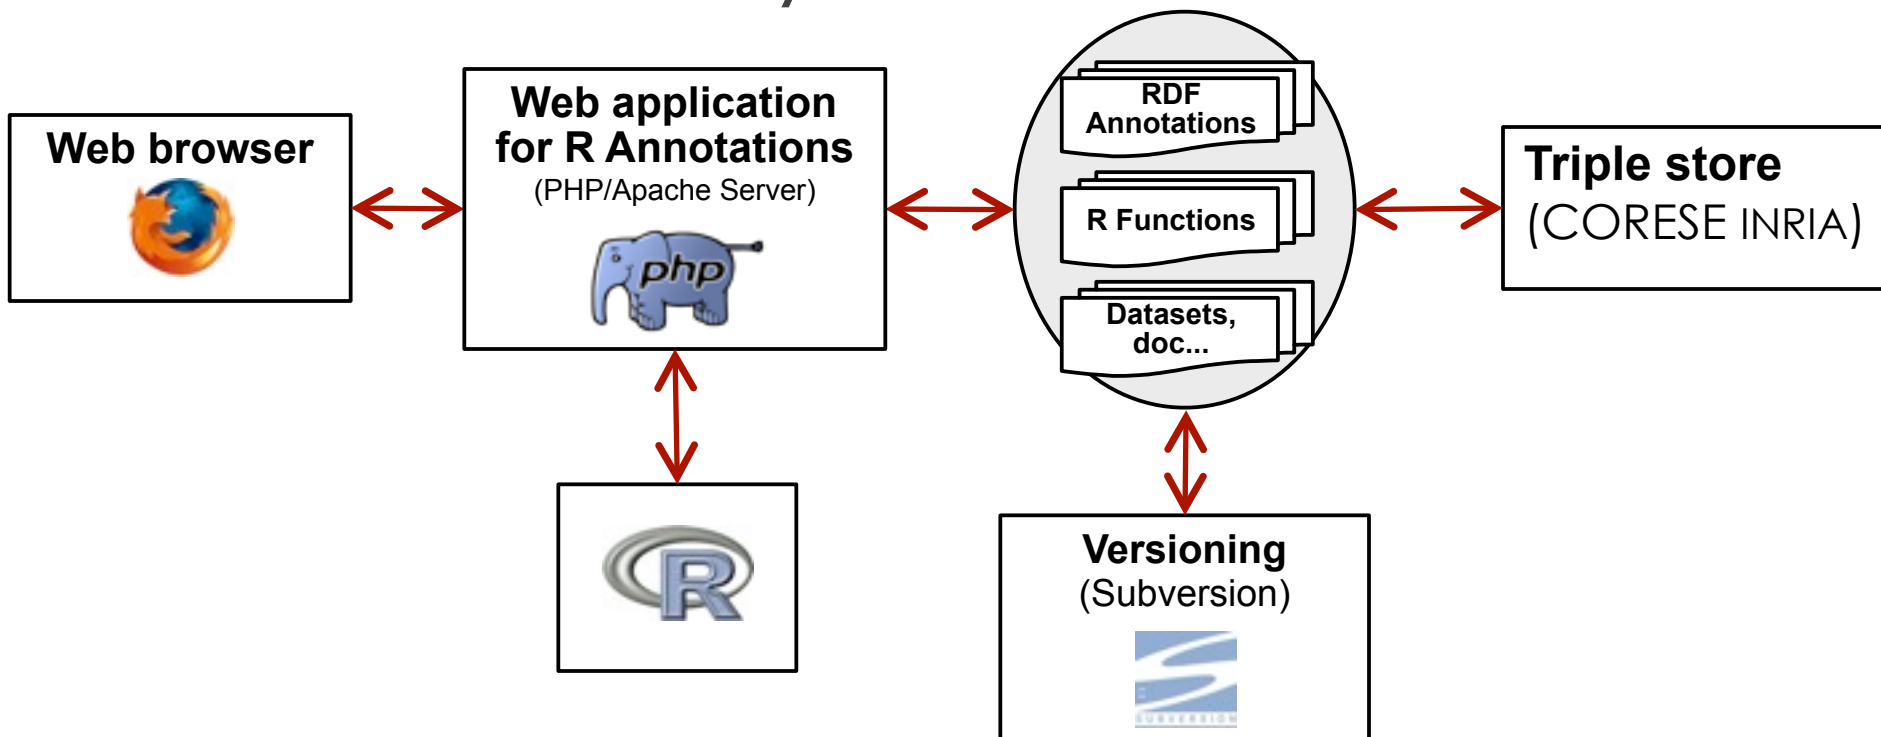 Web browser
Web application
for R Annotations
(PHP/Apache Server)
php
RDF
Annotations
R Functions
Datasets,
doc...
Triple store
(CORESE INRIA)
R
Versioning
(Subversion)
SUBVERSION